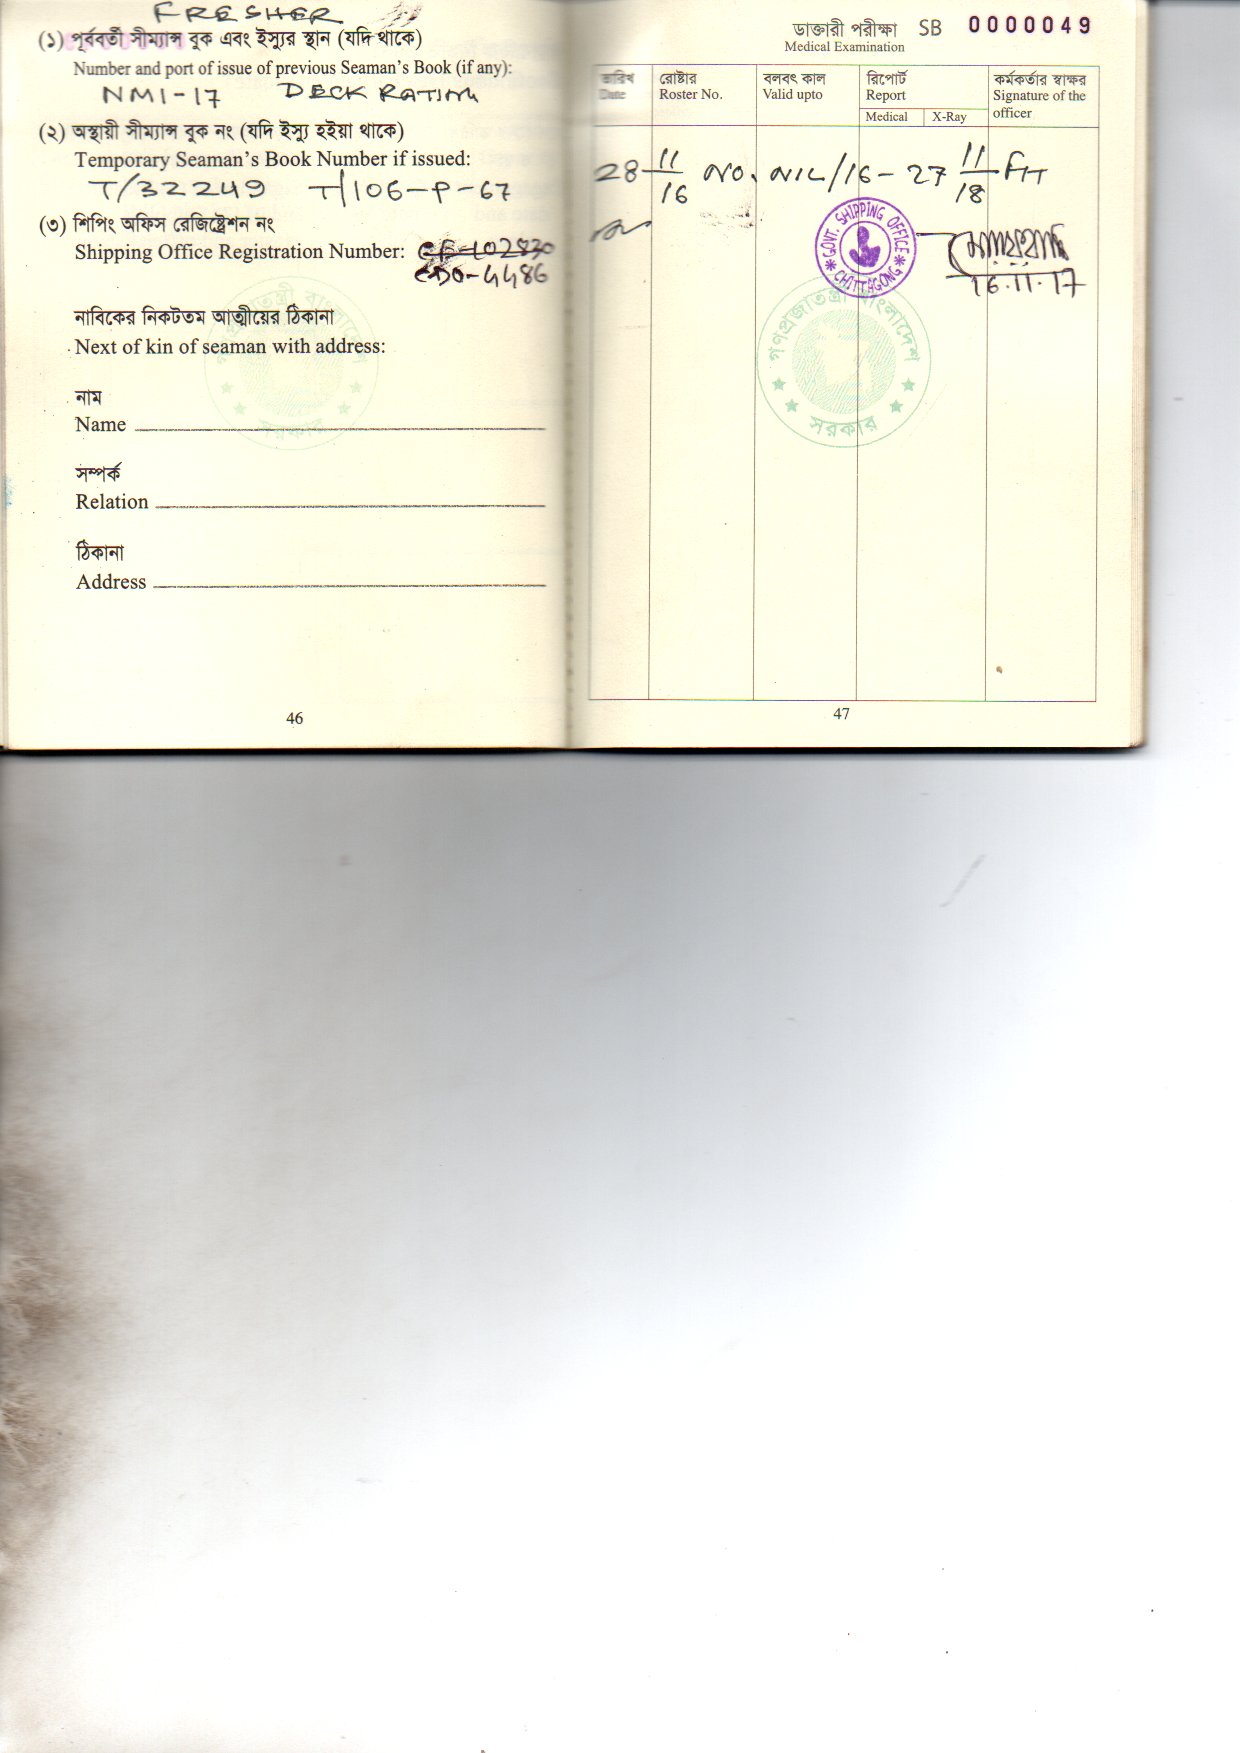 FRESHER
(১) পূর্ববর্তী সীম্যান্স বুক এবং ইস্যুর স্থান (যদি থাকে)
Number and port of issue of previous Seaman's Book (if any):
NMI-17 DECK RATING
(২) অস্থায়ী সীম্যান্স বুক নং (যদি ইস্যু হইয়া থাকে)
Temporary Seaman's Book Number if issued:
T/32249 T/106-P-67
(৩) শিপিং অফিস রেজিষ্ট্রেশন নং
Shipping Office Registration Number:
CDO-4486
নাবিকের নিকটতম আত্মীয়ের ঠিকানা
Next of kin of seaman with address:
নাম
Name
সম্পর্ক
Relation
ঠিকানা
Address
46
ডাক্তারী পরীক্ষা SB 0000049
Medical Examination
তারিখ রোষ্টার বলবৎ কাল রিপোর্ট কর্মকর্তার স্বাক্ষর
Date Roster No. Valid upto Report Signature of the officer
Medical X-Ray
28 11/16 NO. NIL/16 - 27 11/18 FIT
GOVT. SHIPPING OFFICE
CHITTAGONG
16.11.17
গণপ্রজাতন্ত্রী বাংলাদেশ
সরকার
47